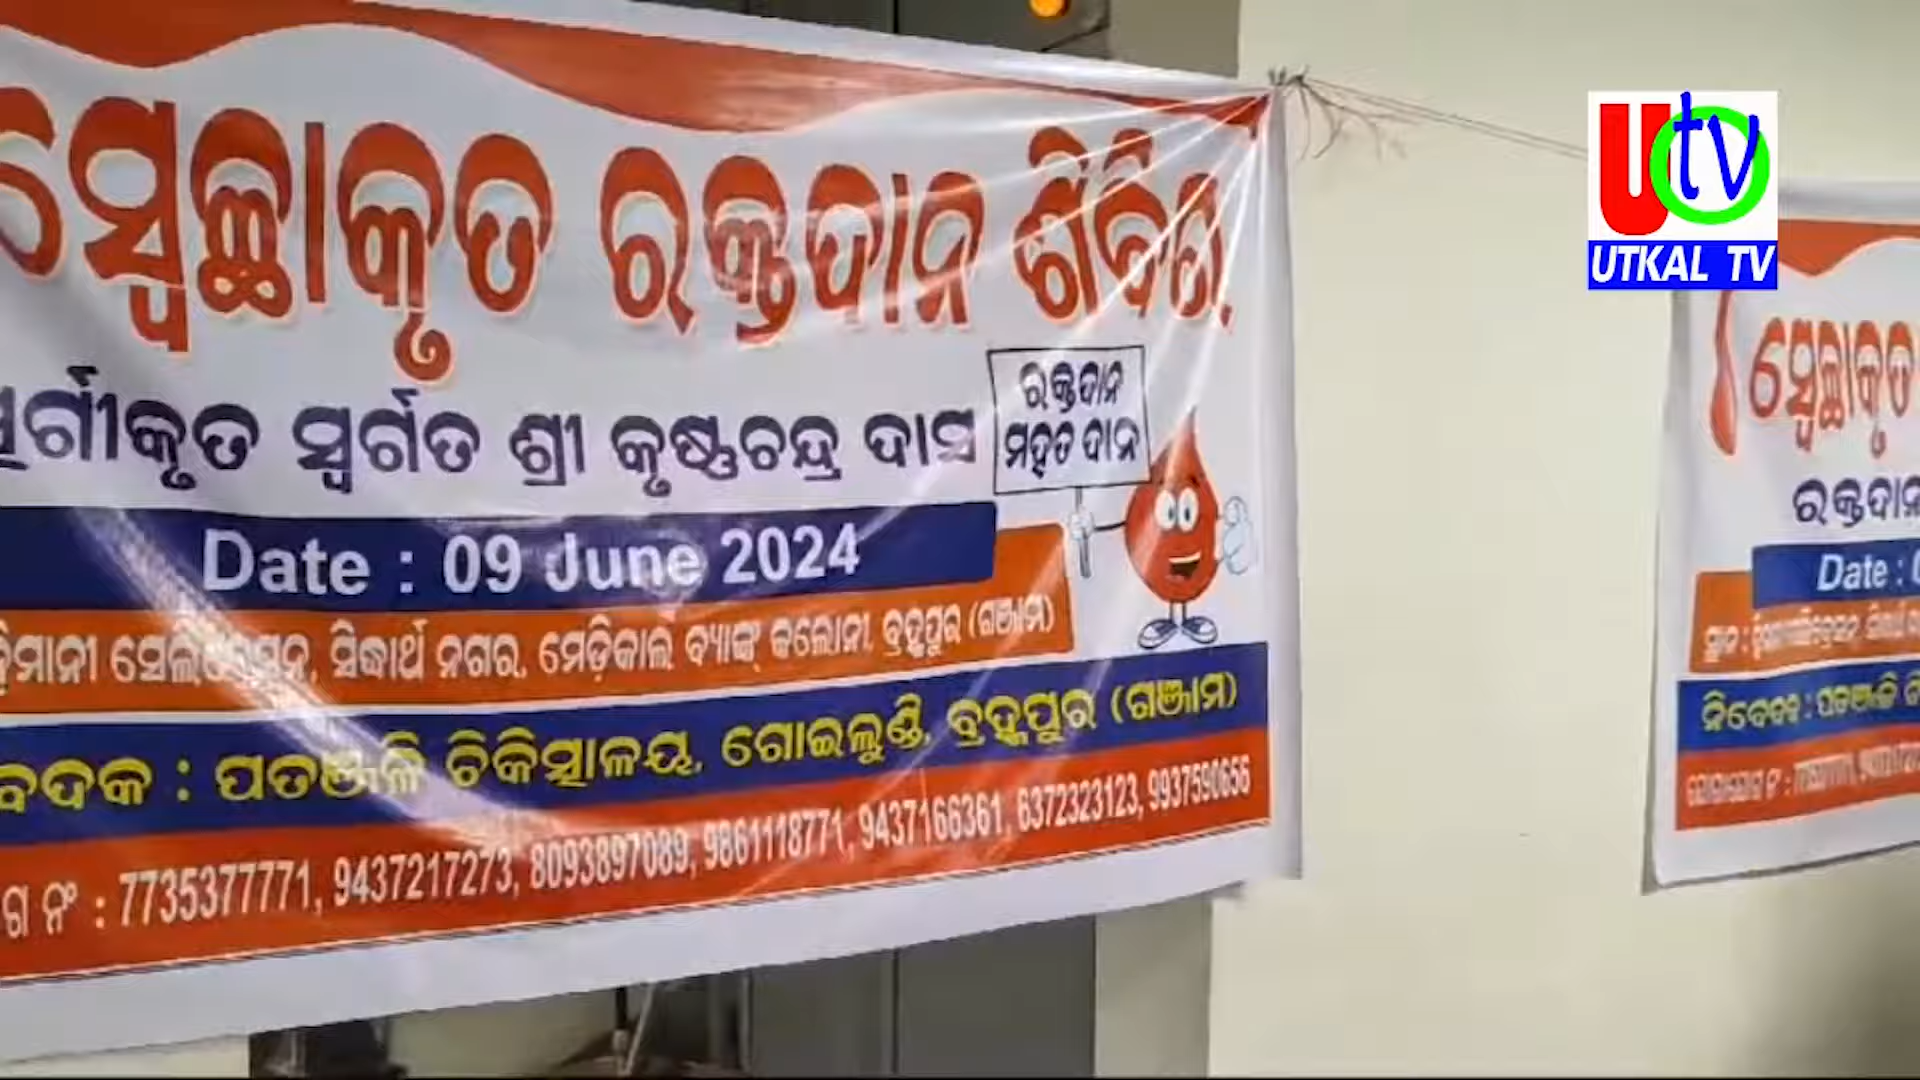 ସ୍ୱେଚ୍ଛାକୃତ ରକ୍ତଦାନ ଶିବିର
ସ୍ୱର୍ଗତ ଶ୍ରୀ କୃଷ୍ଣଚନ୍ଦ୍ର ଦାସ
ରକ୍ତଦାନ
ମହତ ଦାନ
Date : 09 June 2024
ସିଦ୍ଧାର୍ଥ ନଗର, ମେଡ଼ିକାଲ ବ୍ୟାଙ୍କ୍ କଲୋନୀ, ବ୍ରହ୍ମପୁର (ଗଞ୍ଜାମ)
: ପତଞ୍ଜଳି ଚିକିତ୍ସାଳୟ, ଗୋଇଲୁଣ୍ଡି, ବ୍ରହ୍ମପୁର (ଗଞ୍ଜାମ)
ନଂ : 7735377771, 9437217273, 8093897089, 9861118771, 9437166361, 6372323123, 9937590656
Utv
UTKAL TV
ସ୍ୱେଚ୍ଛାକୃତ
ରକ୍ତଦାନ
Date :
ନିବେଦକ : ପତଞ୍ଜଳି